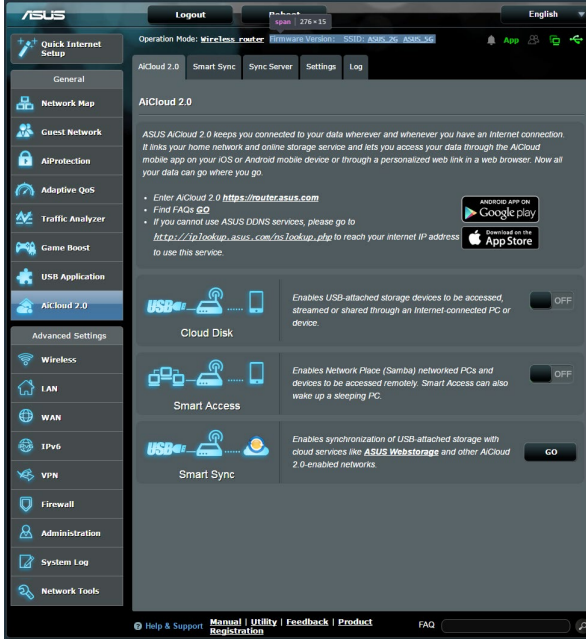 ASUS
Logout
Reboot
English
span 276 × 15
Quick Internet
Setup
Operation Mode: Wireless router Firmware Version: SSID: ASUS_2G ASUS_5G
App
General
Network Map
Guest Network
AiProtection
Adaptive QoS
Traffic Analyzer
Game Boost
USB Application
AiCloud 2.0
Advanced Settings
Wireless
LAN
WAN
IPv6
VPN
Firewall
Administration
System Log
Network Tools
AiCloud 2.0 Smart Sync Sync Server Settings Log
AiCloud 2.0
ASUS AiCloud 2.0 keeps you connected to your data wherever and whenever you have an Internet connection.
It links your home network and online storage service and lets you access your data through the AiCloud
mobile app on your iOS or Android mobile device or through a personalized web link in a web browser. Now all
your data can go where you go.
• Enter AiCloud 2.0 https://router.asus.com
• Find FAQs GO
• If you cannot use ASUS DDNS services, please go to
http://iplookup.asus.com/nslookup.php to reach your internet IP address
to use this service.
ANDROID APP ON
Google play
Download on the
App Store
USB
Cloud Disk
Enables USB-attached storage devices to be accessed,
streamed or shared through an Internet-connected PC or
device.
OFF
Smart Access
Enables Network Place (Samba) networked PCs and
devices to be accessed remotely. Smart Access can also
wake up a sleeping PC.
OFF
USB
Smart Sync
Enables synchronization of USB-attached storage with
cloud services like ASUS Webstorage and other AiCloud
2.0-enabled networks.
GO
Help & Support Manual | Utility | Feedback | Product
Registration
FAQ